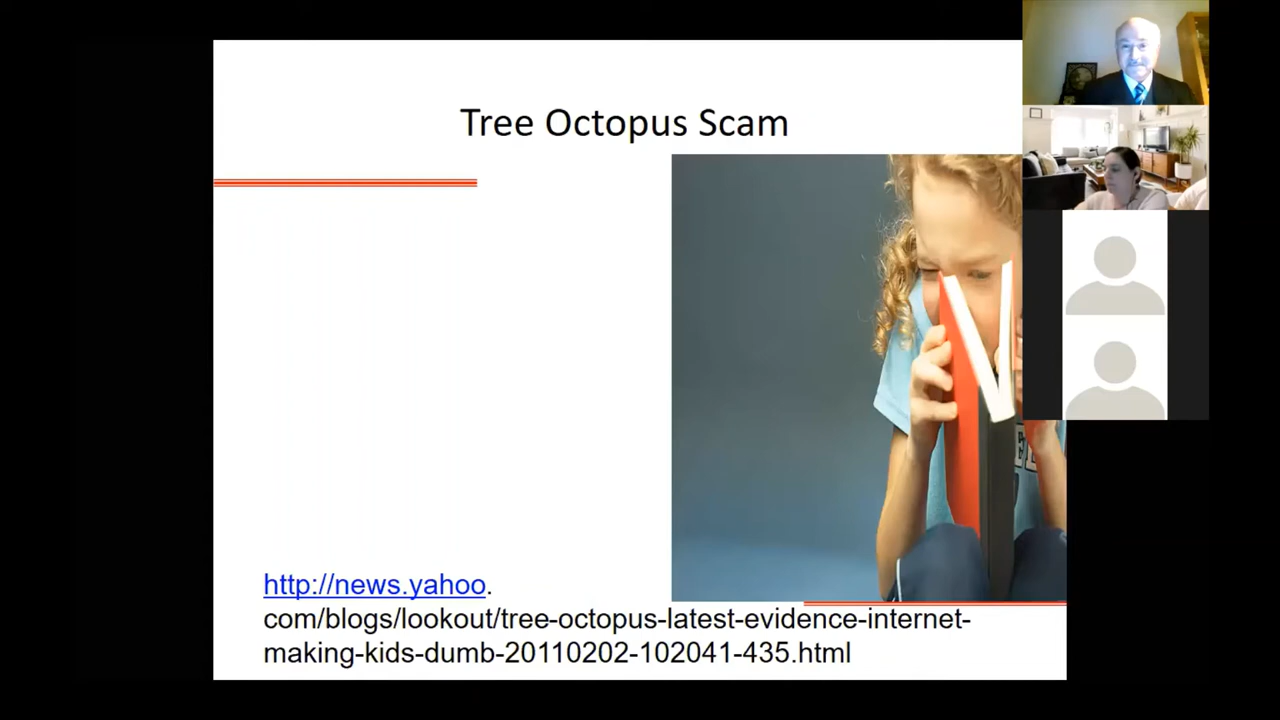 Tree Octopus Scam
http://news.yahoo.
com/blogs/lookout/tree-octopus-latest-evidence-internet-
making-kids-dumb-20110202-102041-435.html